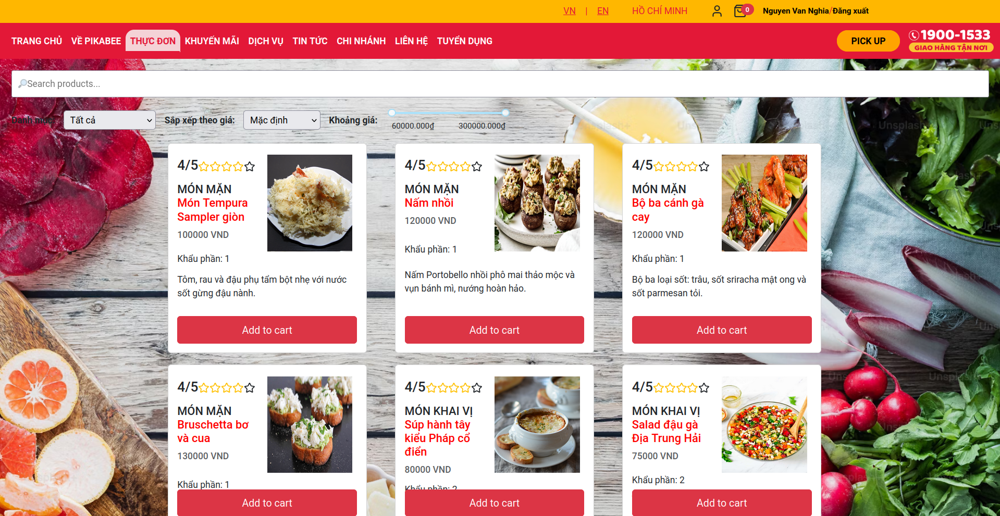 VN | EN HỒ CHÍ MINH 0 Nguyen Van Nghia/Đăng xuất
TRANG CHỦ VỀ PIKABEE THỰC ĐƠN KHUYẾN MÃI DỊCH VỤ TIN TỨC CHI NHÁNH LIÊN HỆ TUYỂN DỤNG PICK UP 1900-1533
GIAO HÀNG TẬN NƠI
Search products...
Danh mục: Tất cả Sắp xếp theo giá: Mặc định Khoảng giá:
60000.000₫ 300000.000₫
4/5
MÓN MẶN
Món Tempura
Sampler giòn
100000 VND
Khẩu phần: 1
Tôm, rau và đậu phụ tẩm bột nhẹ với nước
sốt gừng đậu nành.
Add to cart
4/5
MÓN MẶN
Nấm nhồi
120000 VND
Khẩu phần: 1
Nấm Portobello nhồi phô mai thảo mộc và
vụn bánh mì, nướng hoàn hảo.
Add to cart
4/5
MÓN MẶN
Bộ ba cánh gà
cay
120000 VND
Khẩu phần: 1
Bộ ba loại sốt: trâu, sốt sriracha mật ong và
sốt parmesan tỏi.
Add to cart
4/5
MÓN MẶN
Bruschetta bơ
và cua
130000 VND
Khẩu phần: 1
Add to cart
4/5
MÓN KHAI VỊ
Súp hành tây
kiểu Pháp cổ
điển
80000 VND
Khẩu phần: 2
Add to cart
4/5
MÓN KHAI VỊ
Salad đậu gà
Địa Trung Hải
75000 VND
Khẩu phần: 2
Add to cart